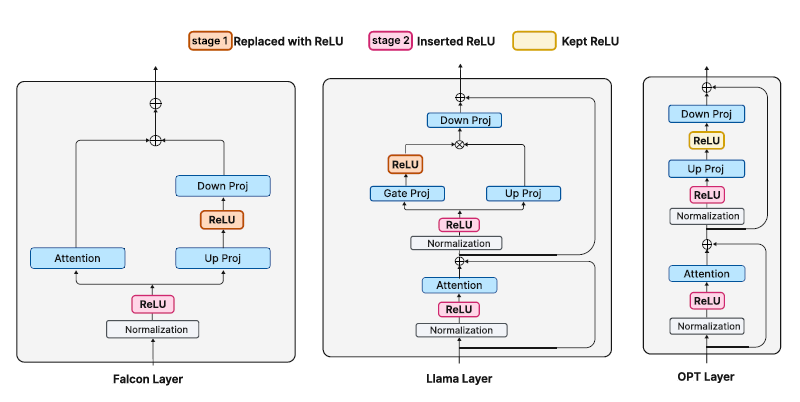 stage 1 Replaced with ReLU
stage 2 Inserted ReLU
Kept ReLU
Down Proj
ReLU
Attention
Up Proj
ReLU
Normalization
Falcon Layer
Down Proj
ReLU
Gate Proj
Up Proj
ReLU
Normalization
Attention
ReLU
Normalization
Llama Layer
Down Proj
ReLU
Up Proj
ReLU
Normalization
Attention
ReLU
Normalization
OPT Layer